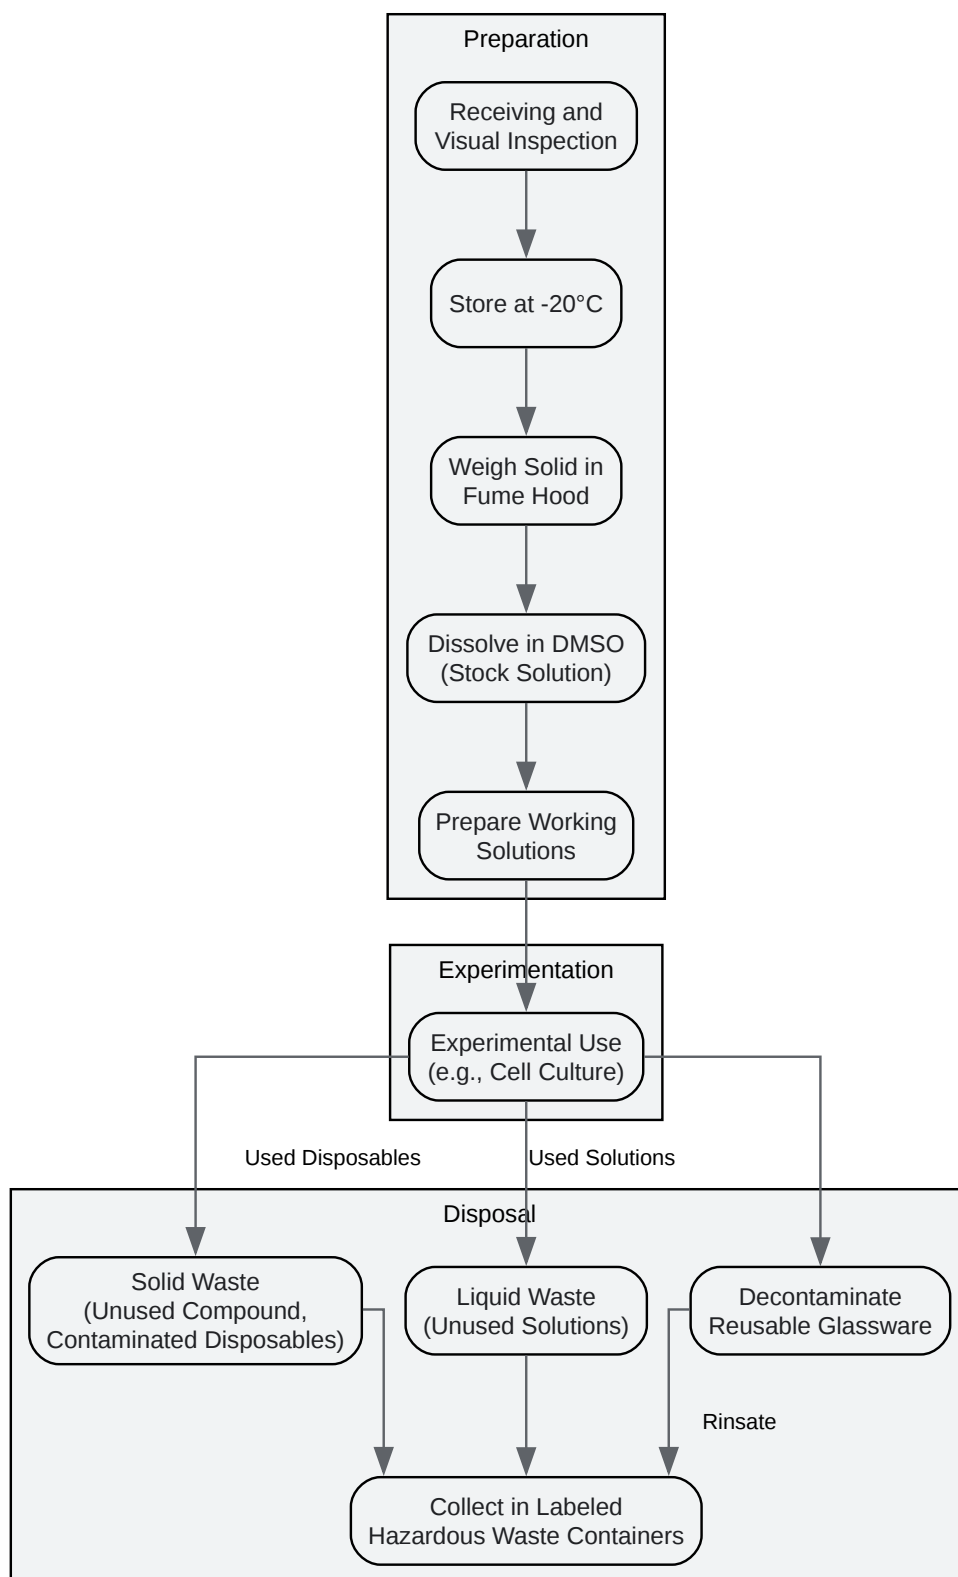 Preparation
Receiving and
Visual Inspection
Store at -20°C
Weigh Solid in
Fume Hood
Dissolve in DMSO
(Stock Solution)
Prepare Working
Solutions
Experimentation
Experimental Use
(e.g., Cell Culture)
Used Disposables
Used Solutions
Disposal
Solid Waste
(Unused Compound,
Contaminated Disposables)
Liquid Waste
(Unused Solutions)
Decontaminate
Reusable Glassware
Rinsate
Collect in Labeled
Hazardous Waste Containers